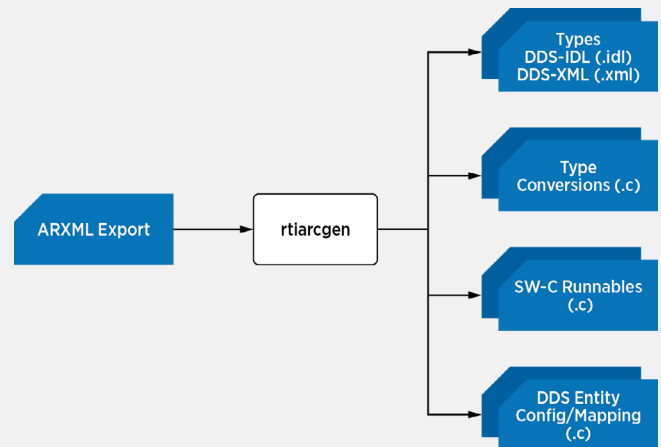 ARXML Export
rtiarcgen
Types
DDS-IDL (.idl)
DDS-XML (.xml)
Type
Conversions (.c)
SW-C Runnables
(.c)
DDS Entity
Config/Mapping
(.c)